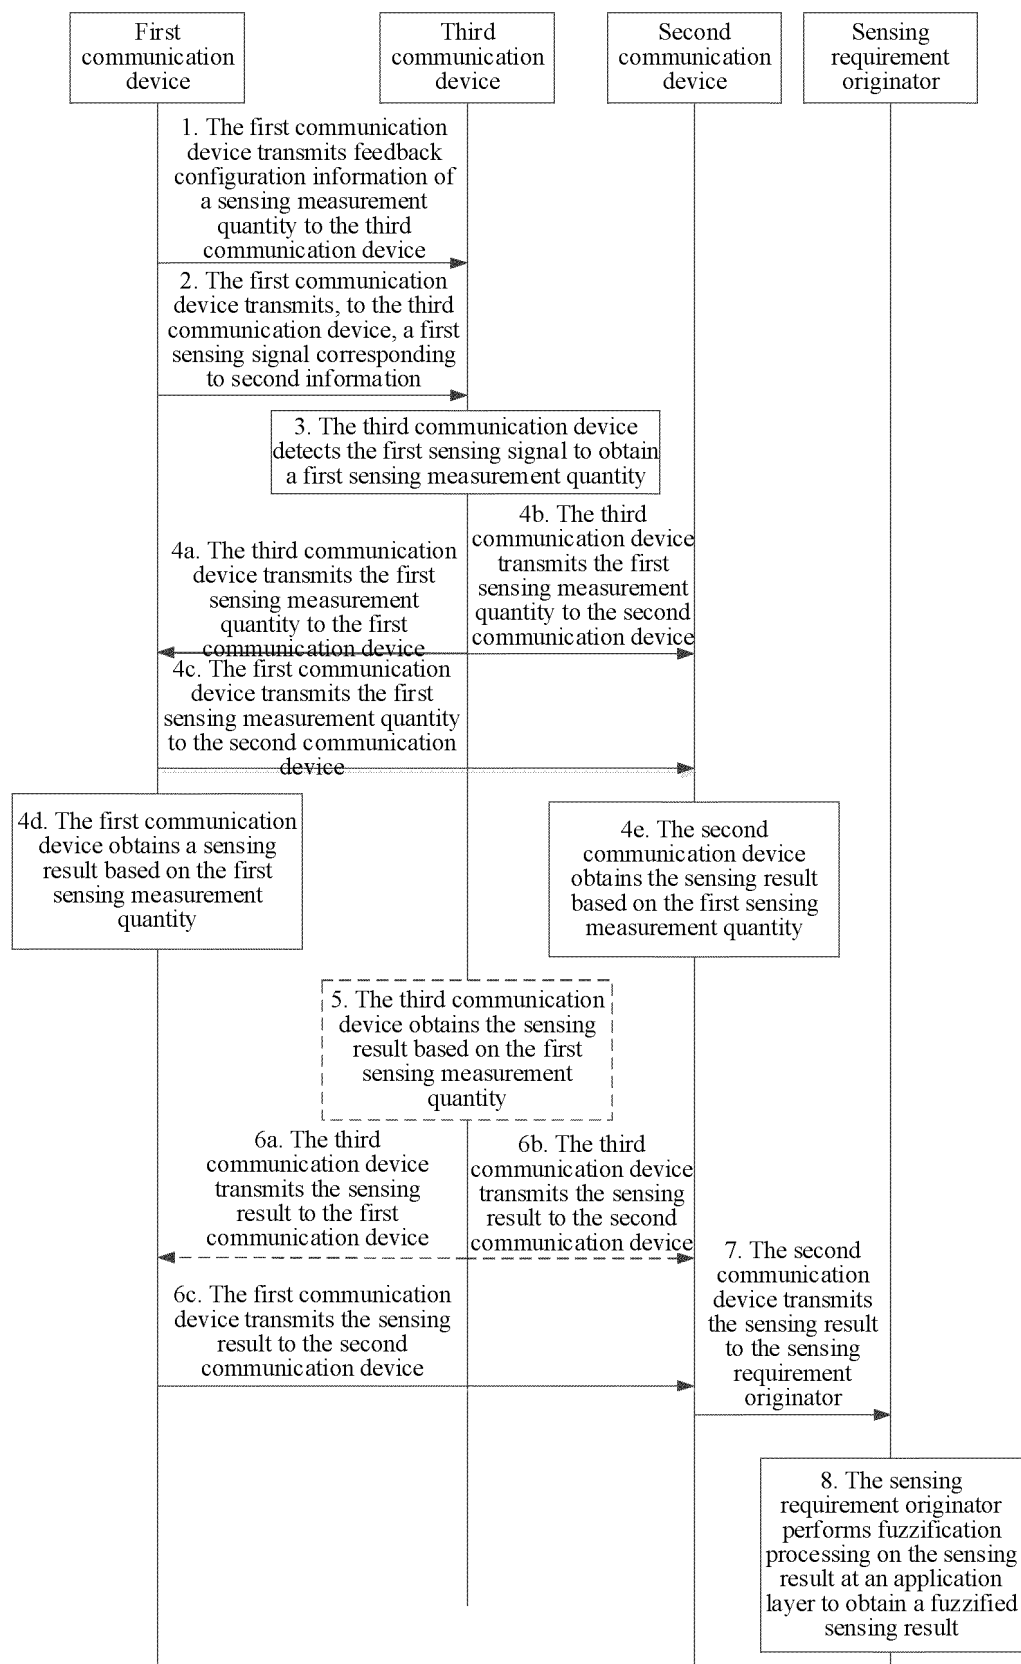 First
communication
device
Third
communication
device
Second
communication
device
Sensing
requirement
originator
1. The first communication
device transmits feedback
configuration information of
a sensing measurement
quantity to the third
communication device
2. The first communication
device transmits, to the third
communication device, a first
sensing signal corresponding
to second information
3. The third communication device
detects the first sensing signal to obtain
a first sensing measurement quantity
4a. The third communication
device transmits the first
sensing measurement
quantity to the first
communication device
4b. The third
communication device
transmits the first
sensing measurement
quantity to the second
communication device
4c. The first communication
device transmits the first
sensing measurement quantity
to the second communication
device
4d. The first communication
device obtains a sensing
result based on the first
sensing measurement
quantity
4e. The second
communication device
obtains the sensing result
based on the first sensing
measurement quantity
5. The third communication
device obtains the sensing
result based on the first
sensing measurement
quantity
6a. The third
communication device
transmits the sensing
result to the first
communication device
6b. The third
communication device
transmits the sensing
result to the second
communication device
6c. The first communication
device transmits the sensing
result to the second
communication device
7. The second
communication
device transmits
the sensing result
to the sensing
requirement
originator
8. The sensing
requirement originator
performs fuzzification
processing on the sensing
result at an application
layer to obtain a fuzzified
sensing result